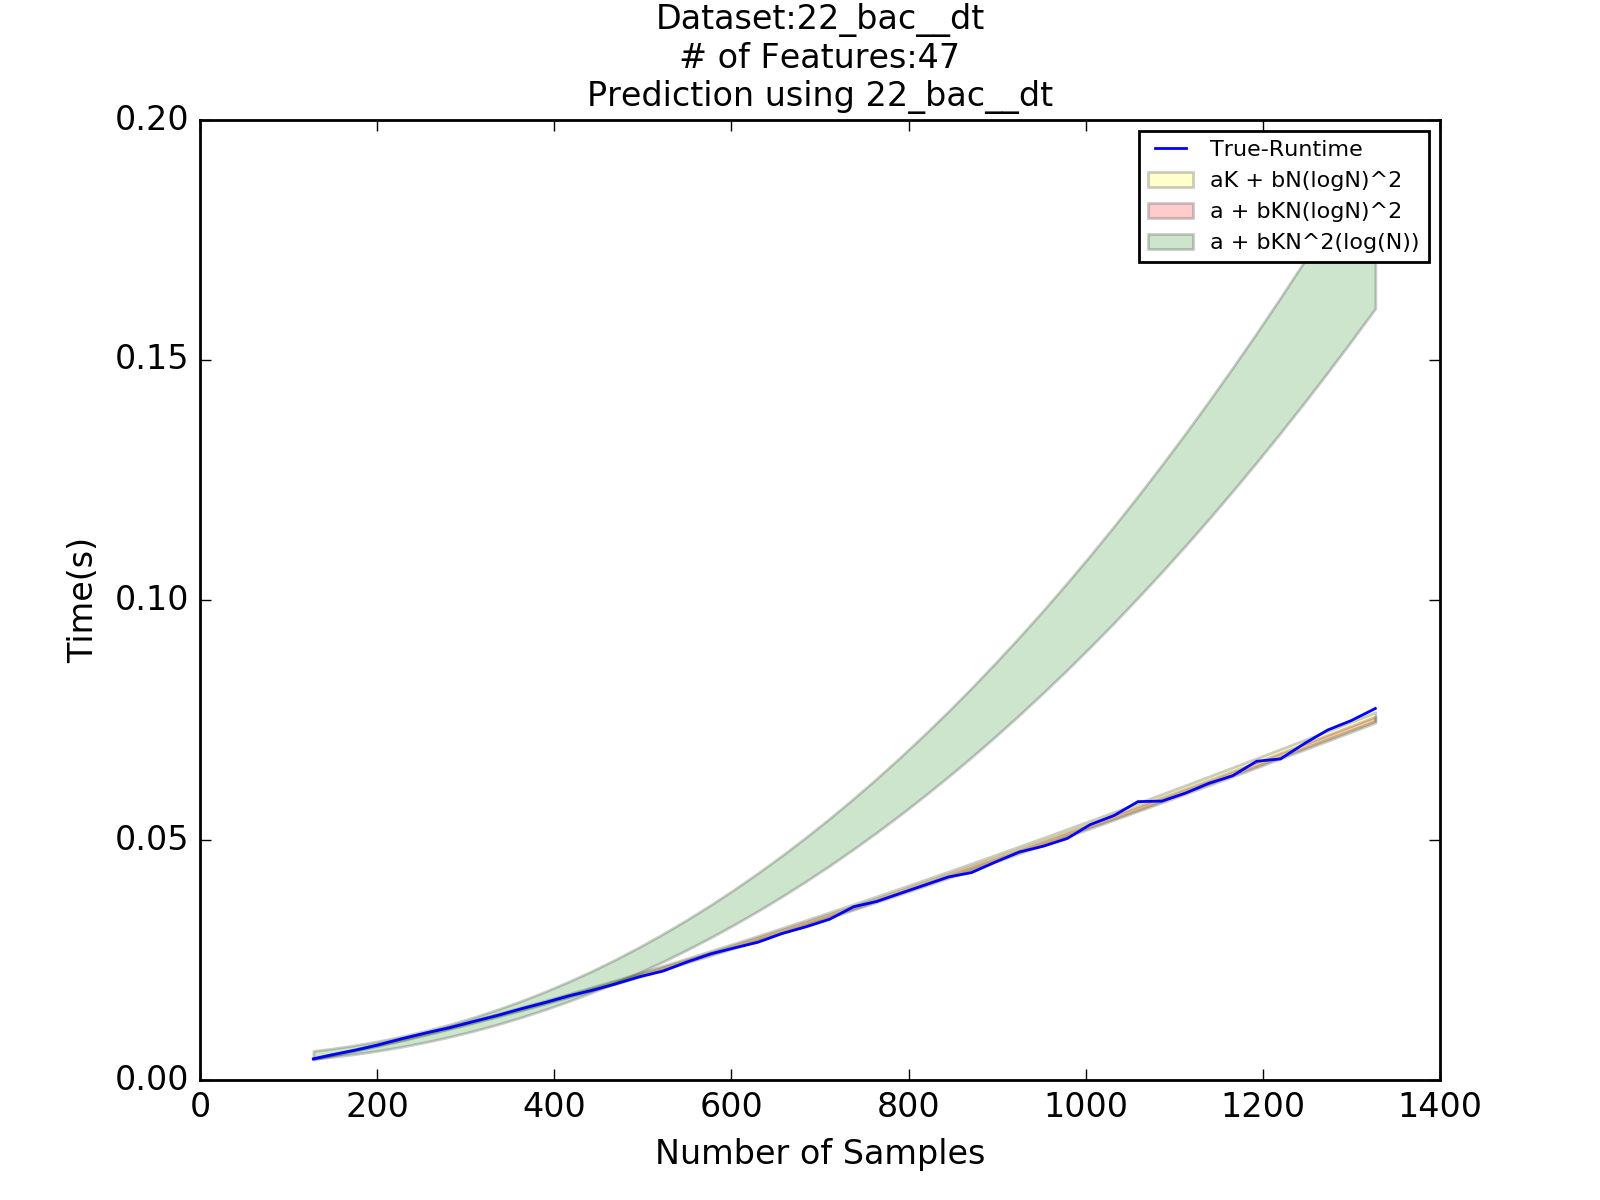 Dataset:22_bac__dt
# of Features:47
Prediction using 22_bac__dt
0.20
0.15
0.10
0.05
0.00
Time(s)
True-Runtime
aK + bN(logN)^2
a + bKN(logN)^2
a + bKN^2(log(N))
0 200 400 600 800 1000 1200 1400
Number of Samples